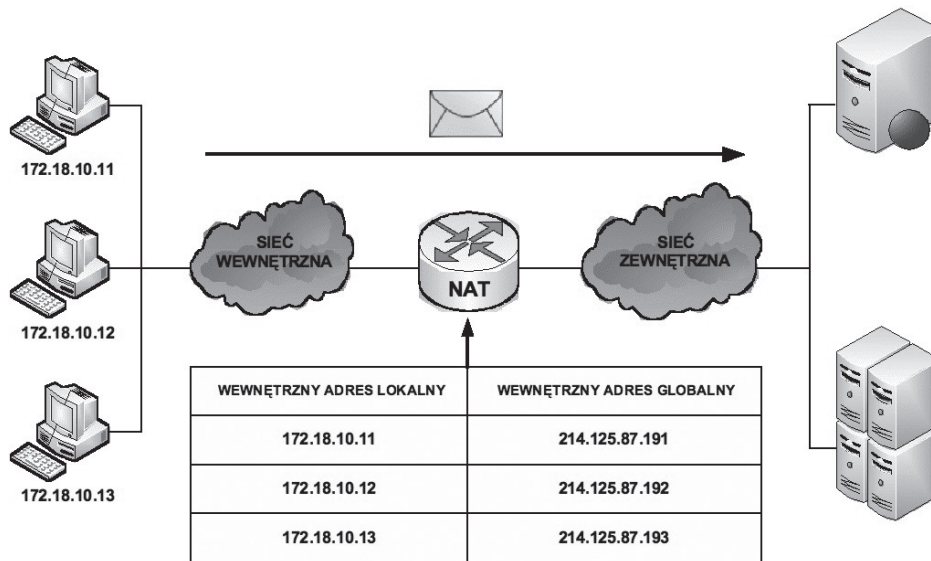 172.18.10.11
172.18.10.12
172.18.10.13
SIEĆ
WEWNĘTRZNA
NAT
SIEĆ
ZEWNĘTRZNA
WEWNĘTRZNY ADRES LOKALNY WEWNĘTRZNY ADRES GLOBALNY
172.18.10.11 214.125.87.191
172.18.10.12 214.125.87.192
172.18.10.13 214.125.87.193